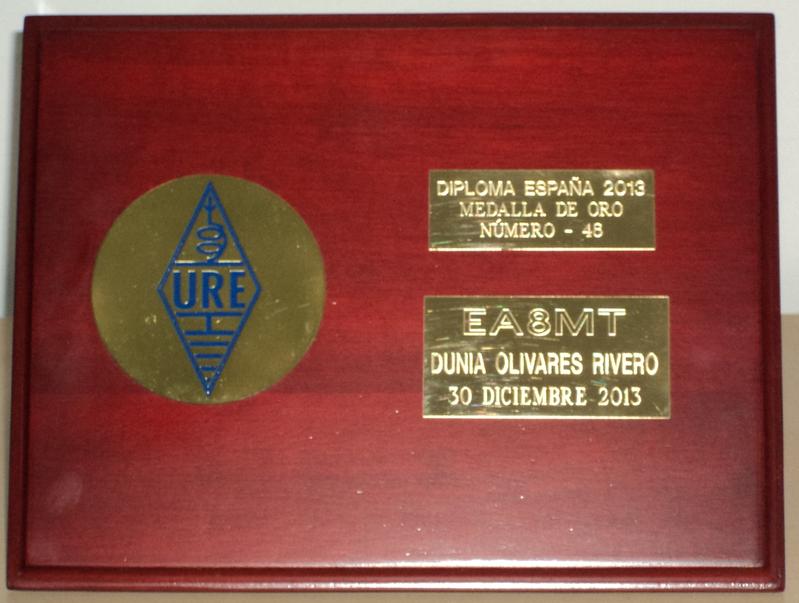 URE
DIPLOMA ESPAÑA 2013
MEDALLA DE ORO
NÚMERO - 48
EA8MT
DUNIA OLIVARES RIVERO
30 DICIEMBRE 2013